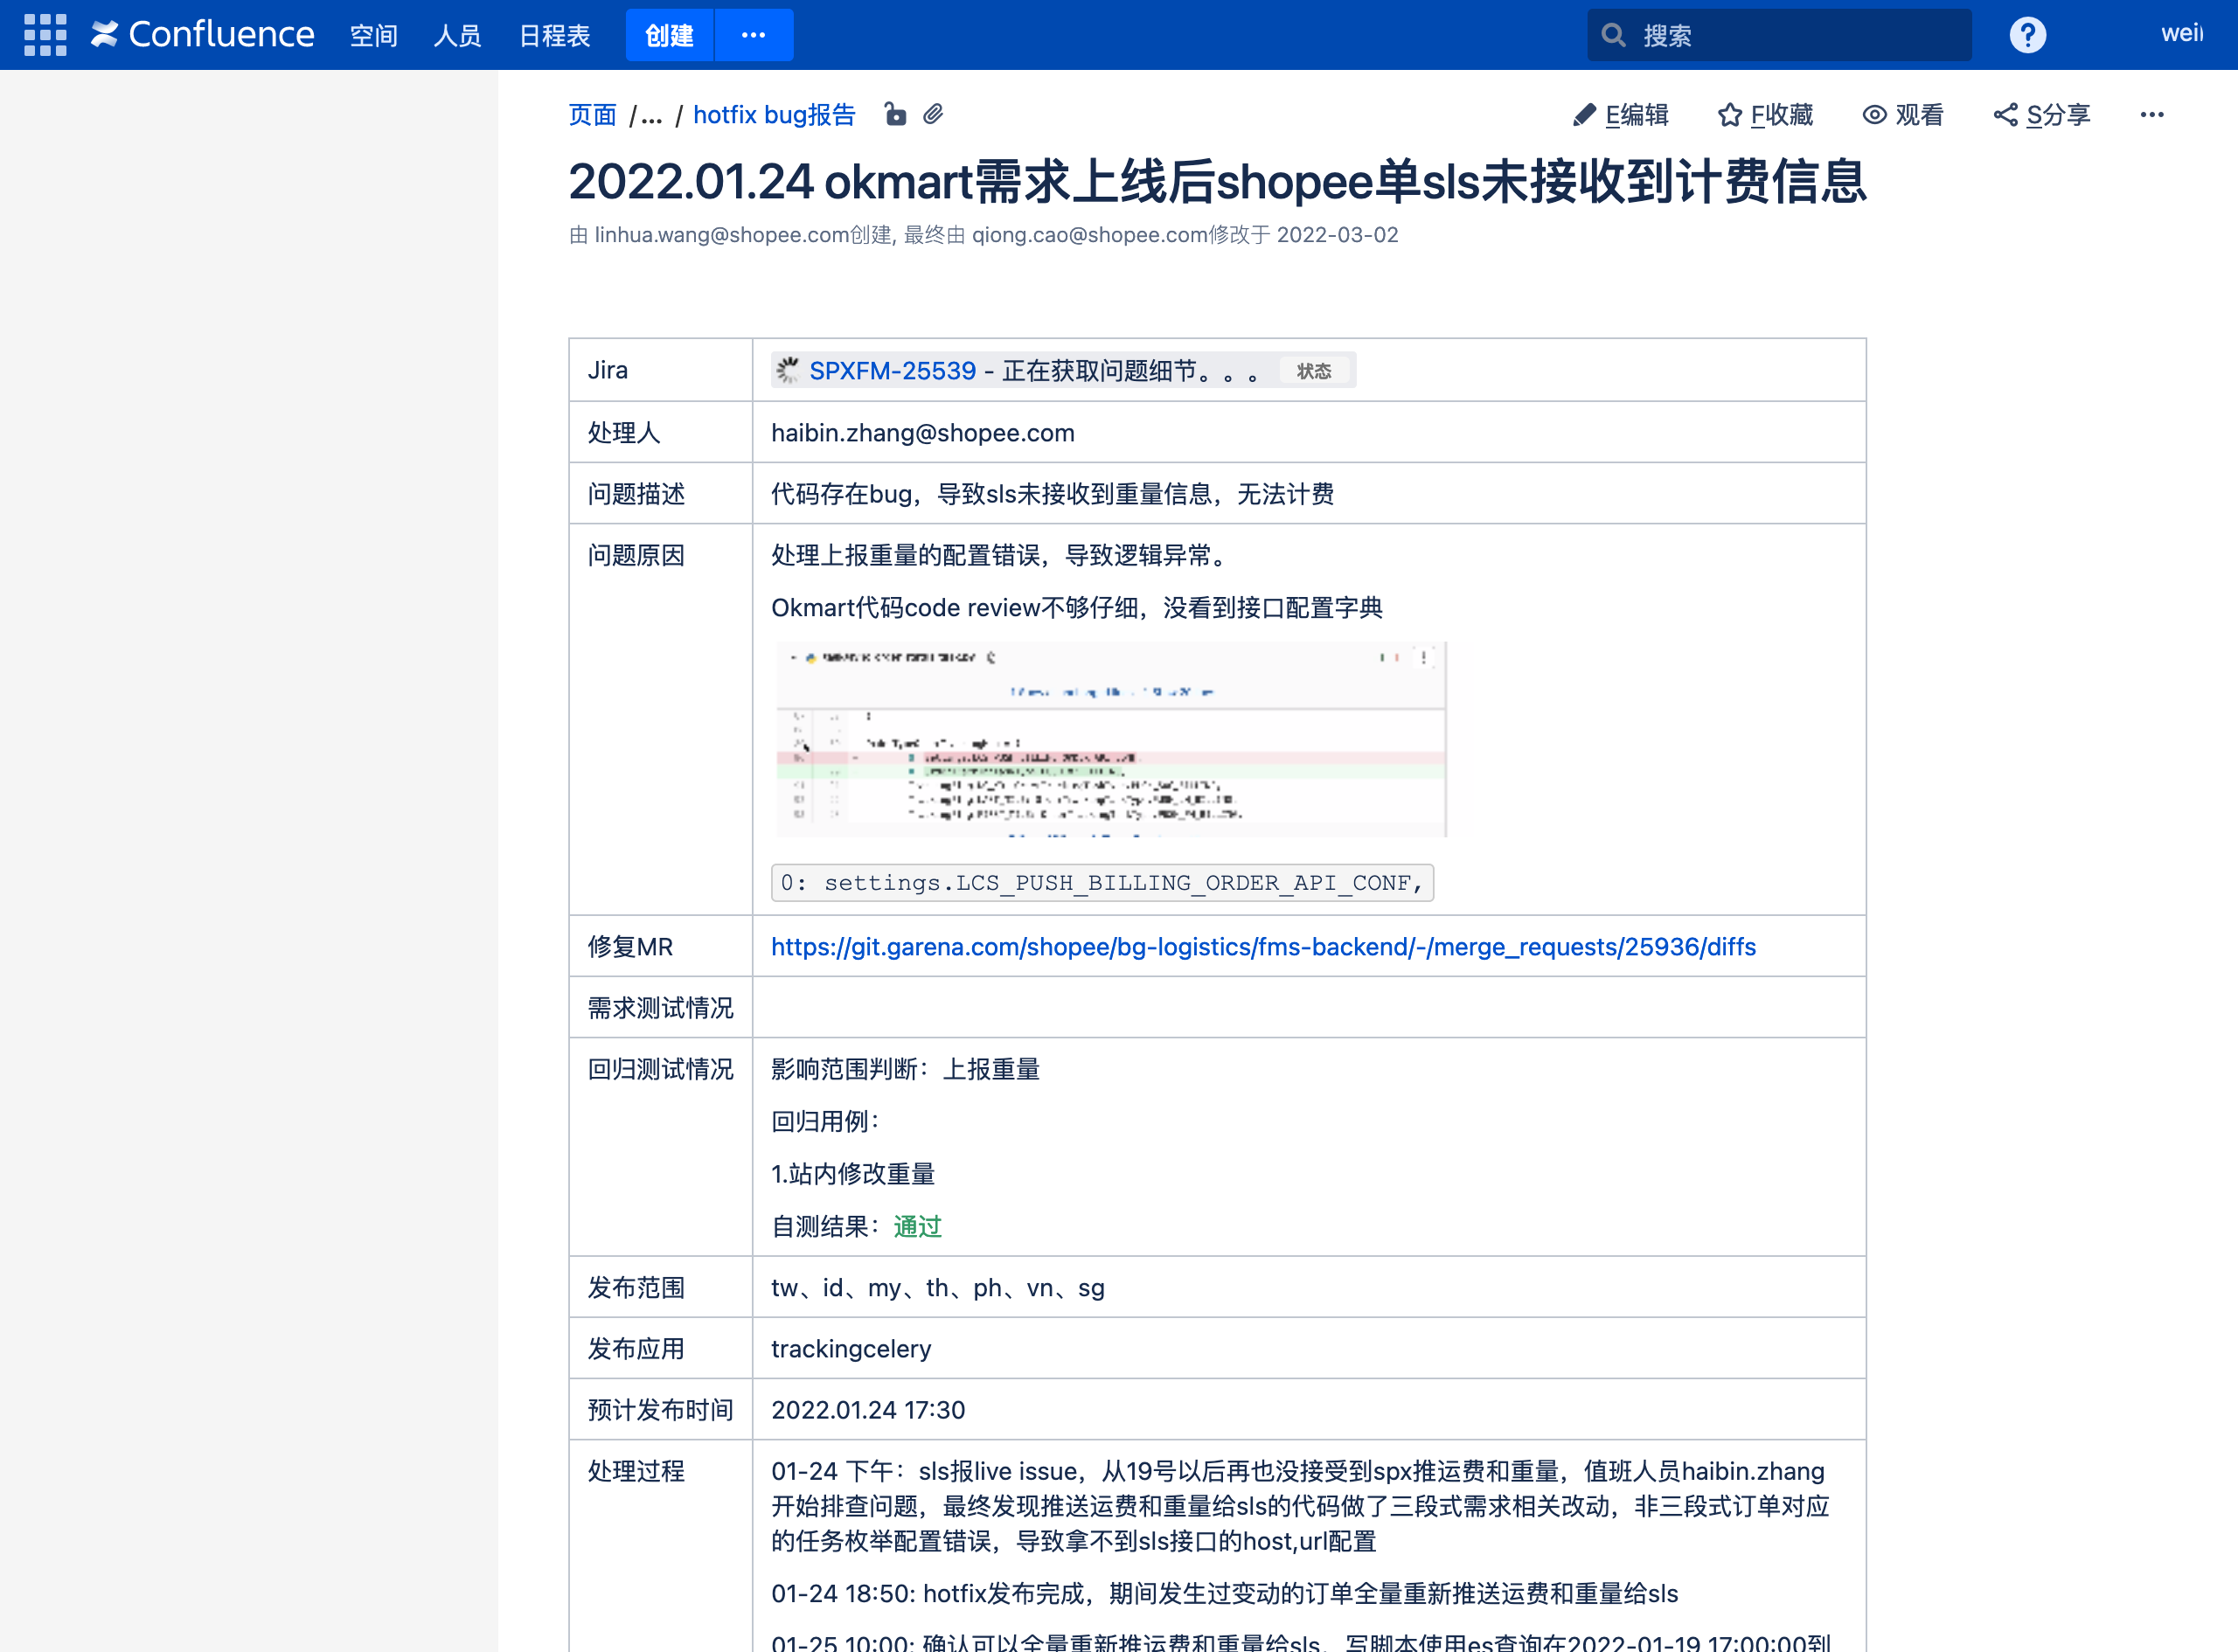 Confluence 空间 人员 日程表 创建 ··· 搜索 ?
页面 /... / hotfix bug报告 E编辑 F收藏 观看 S分享 ···
2022.01.24 okmart需求上线后shopee单sls未接收到计费信息
由 linhua.wang@shopee.com创建, 最终由 qiong.cao@shopee.com修改于 2022-03-02
Jira SPXFM-25539 - 正在获取问题细节。。。 状态
处理人 haibin.zhang@shopee.com
问题描述 代码存在bug，导致sls未接收到重量信息，无法计费
问题原因 处理上报重量的配置错误，导致逻辑异常。
Okmart代码code review不够仔细，没看到接口配置字典
0: settings.LCS_PUSH_BILLING_ORDER_API_CONF,
修复MR https://git.garena.com/shopee/bg-logistics/fms-backend/-/merge_requests/25936/diffs
需求测试情况
回归测试情况 影响范围判断：上报重量
回归用例：
1.站内修改重量
自测结果：通过
发布范围 tw、id、my、th、ph、vn、sg
发布应用 trackingcelery
预计发布时间 2022.01.24 17:30
处理过程 01-24 下午：sls报live issue，从19号以后再也没接受到spx推运费和重量，值班人员haibin.zhang
开始排查问题，最终发现推送运费和重量给sls的代码做了三段式需求相关改动，非三段式订单对应
的任务枚举配置错误，导致拿不到sls接口的host,url配置
01-24 18:50: hotfix发布完成，期间发生过变动的订单全量重新推送运费和重量给sls
01-25 10:00: 确认可以全量重新推运费和重量给sls，写脚本使用es查询在2022-01-19 17:00:00到